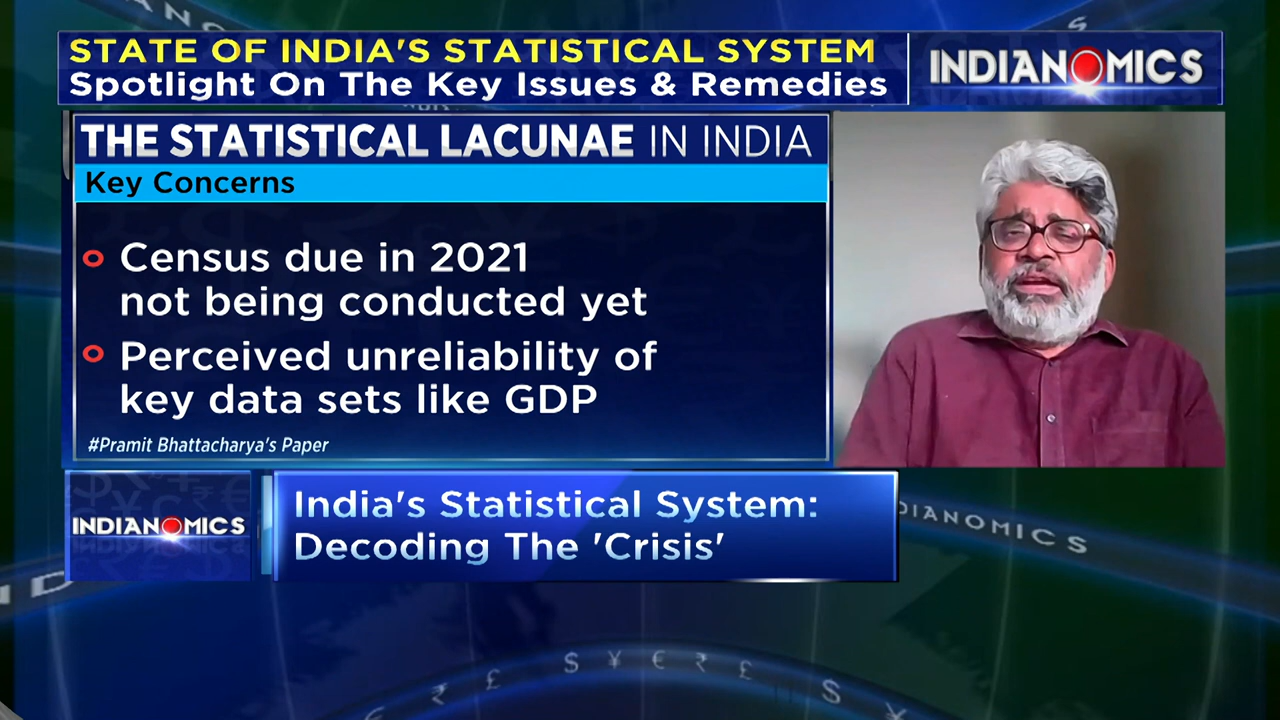 STATE OF INDIA'S STATISTICAL SYSTEM
Spotlight On The Key Issues & Remedies
INDIANOMICS
THE STATISTICAL LACUNAE IN INDIA
Key Concerns
Census due in 2021
not being conducted yet
Perceived unreliability of
key data sets like GDP
#Pramit Bhattacharya's Paper
INDIANOMICS
India's Statistical System:
Decoding The 'Crisis'
DIANOMICS
$ ¥ € ₹ £